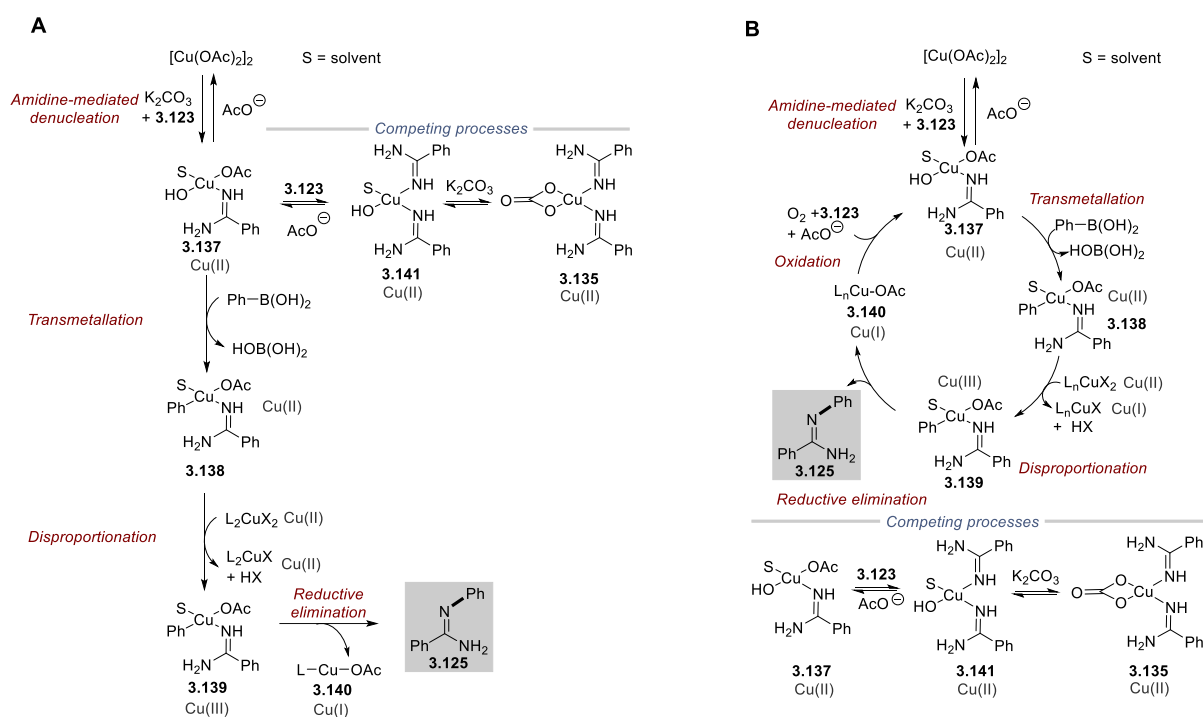 A
[Cu(OAc)2]2
S = solvent
Amidine-mediated
denucleation
K2CO3
+ 3.123
AcO⊖
Competing processes
S
OAc
HO
Cu
NH
H2N
Ph
3.137
Cu(II)
3.123
AcO⊖
H2N
Ph
S
NH
Cu
HO
NH
H2N
Ph
3.141
Cu(II)
K2CO3
H2N
Ph
NH
O
O
Cu
O
NH
H2N
Ph
3.135
Cu(II)
Transmetallation
Ph–B(OH)2
HOB(OH)2
S
OAc
Cu
Ph
NH
H2N
Ph
Cu(II)
3.138
Disproportionation
L2CuX2 Cu(II)
L2CuX Cu(II)
+ HX
S
OAc
Cu
Ph
NH
H2N
Ph
3.139
Cu(III)
Reductive
elimination
L–Cu–OAc
3.140
Cu(I)
Ph
N
Ph
NH2
3.125
B
[Cu(OAc)2]2
S = solvent
Amidine-mediated
denucleation
K2CO3
+ 3.123
AcO⊖
S
OAc
HO
Cu
NH
H2N
Ph
3.137
Cu(II)
Transmetallation
Ph–B(OH)2
HOB(OH)2
S
OAc
Cu
Ph
NH
H2N
Ph
Cu(II)
3.138
LnCuX2 Cu(II)
LnCuX Cu(I)
+ HX
Disproportionation
Cu(III)
S
OAc
Cu
Ph
NH
H2N
Ph
3.139
Ph
N
Ph
NH2
3.125
Reductive elimination
LnCu-OAc
3.140
Cu(I)
O2 +3.123
+ AcO⊖
Oxidation
Competing processes
S
OAc
HO
Cu
NH
H2N
Ph
3.137
Cu(II)
3.123
AcO⊖
H2N
Ph
S
NH
Cu
HO
NH
H2N
Ph
3.141
Cu(II)
K2CO3
H2N
Ph
NH
O
O
Cu
O
NH
H2N
Ph
3.135
Cu(II)